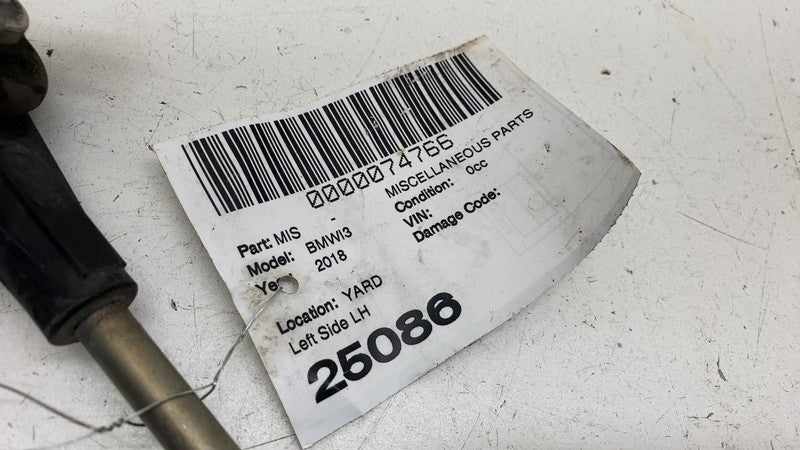 0000074766
Part: MIS - MISCELLANEOUS PARTS
Model: BMWI3 Condition: 0cc
Ye 2018 VIN:
Damage Code:
Location: YARD
Left Side LH
25086